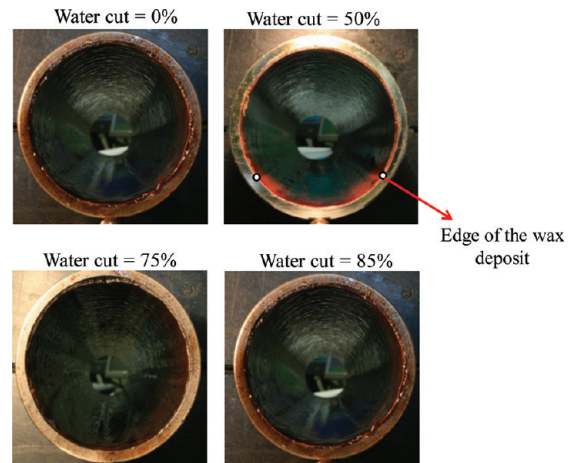 Water cut = 0%
Water cut = 50%
Edge of the wax
deposit
Water cut = 75%
Water cut = 85%